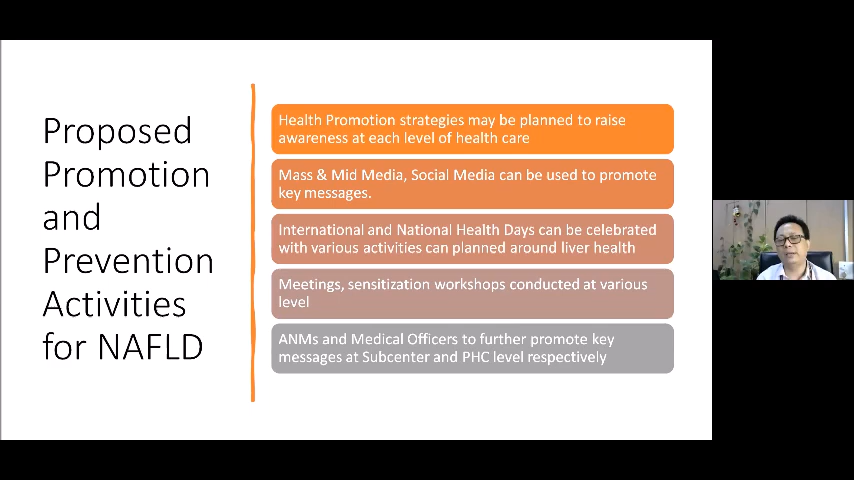 Proposed
Promotion
and
Prevention
Activities
for NAFLD
Health Promotion strategies may be planned to raise
awareness at each level of health care
Mass & Mid Media, Social Media can be used to promote
key messages.
International and National Health Days can be celebrated
with various activities can planned around liver health
Meetings, sensitization workshops conducted at various
level
ANMs and Medical Officers to further promote key
messages at Subcenter and PHC level respectively